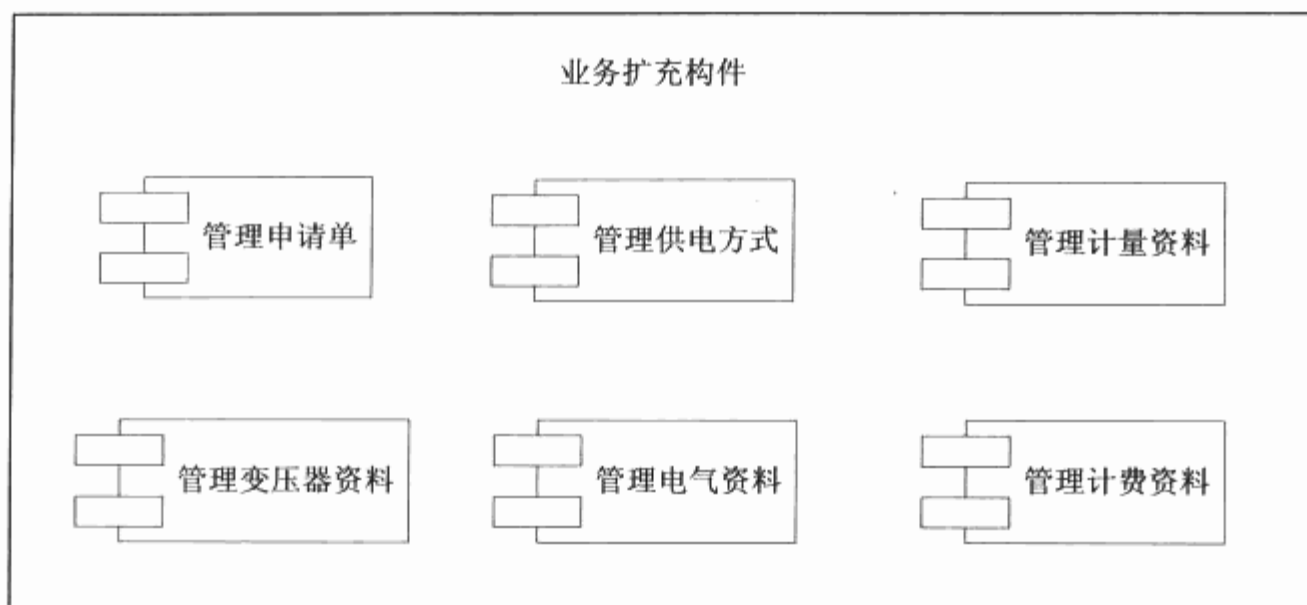 业务扩充构件
管理申请单
管理供电方式
管理计量资料
管理变压器资料
管理电气资料
管理计费资料